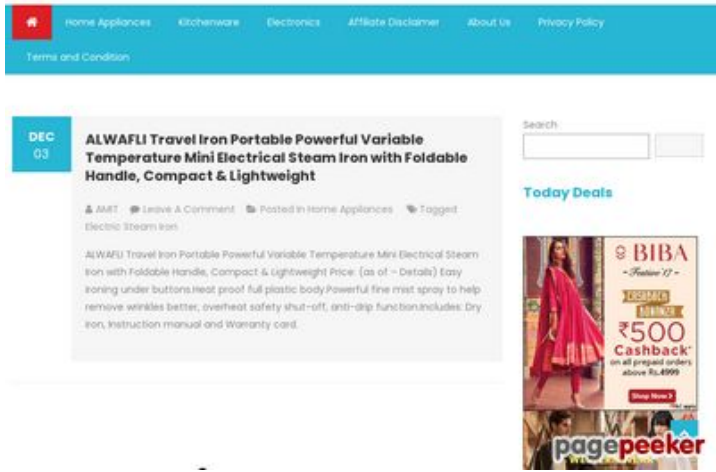 Home Appliances Kitchenware Electronics Affiliate Disclaimer About Us Privacy Policy
Terms and Condition
DEC
03
ALWAFLI Travel Iron Portable Powerful Variable
Temperature Mini Electrical Steam Iron with Foldable
Handle, Compact & Lightweight
AMIT Leave A Comment Posted In Home Appliances Tagged
Electric Steam Iron
ALWAFLI Travel Iron Portable Powerful Variable Temperature Mini Electrical Steam
Iron with Foldable Handle, Compact & Lightweight Price: (as of – Details) Easy
ironing under buttons.Heat proof full plastic body.Powerful fine mist spray to help
remove wrinkles better, overheat safety shut-off, anti-drip function.Includes: Dry
Iron, Instruction manual and Warranty card.
Search
Today Deals
BIBA
- Festive'17 -
CASHBACK
BONANZA
₹500
Cashback*
on all prepaid orders
above Rs.4999
Shop Now
pagepeeker